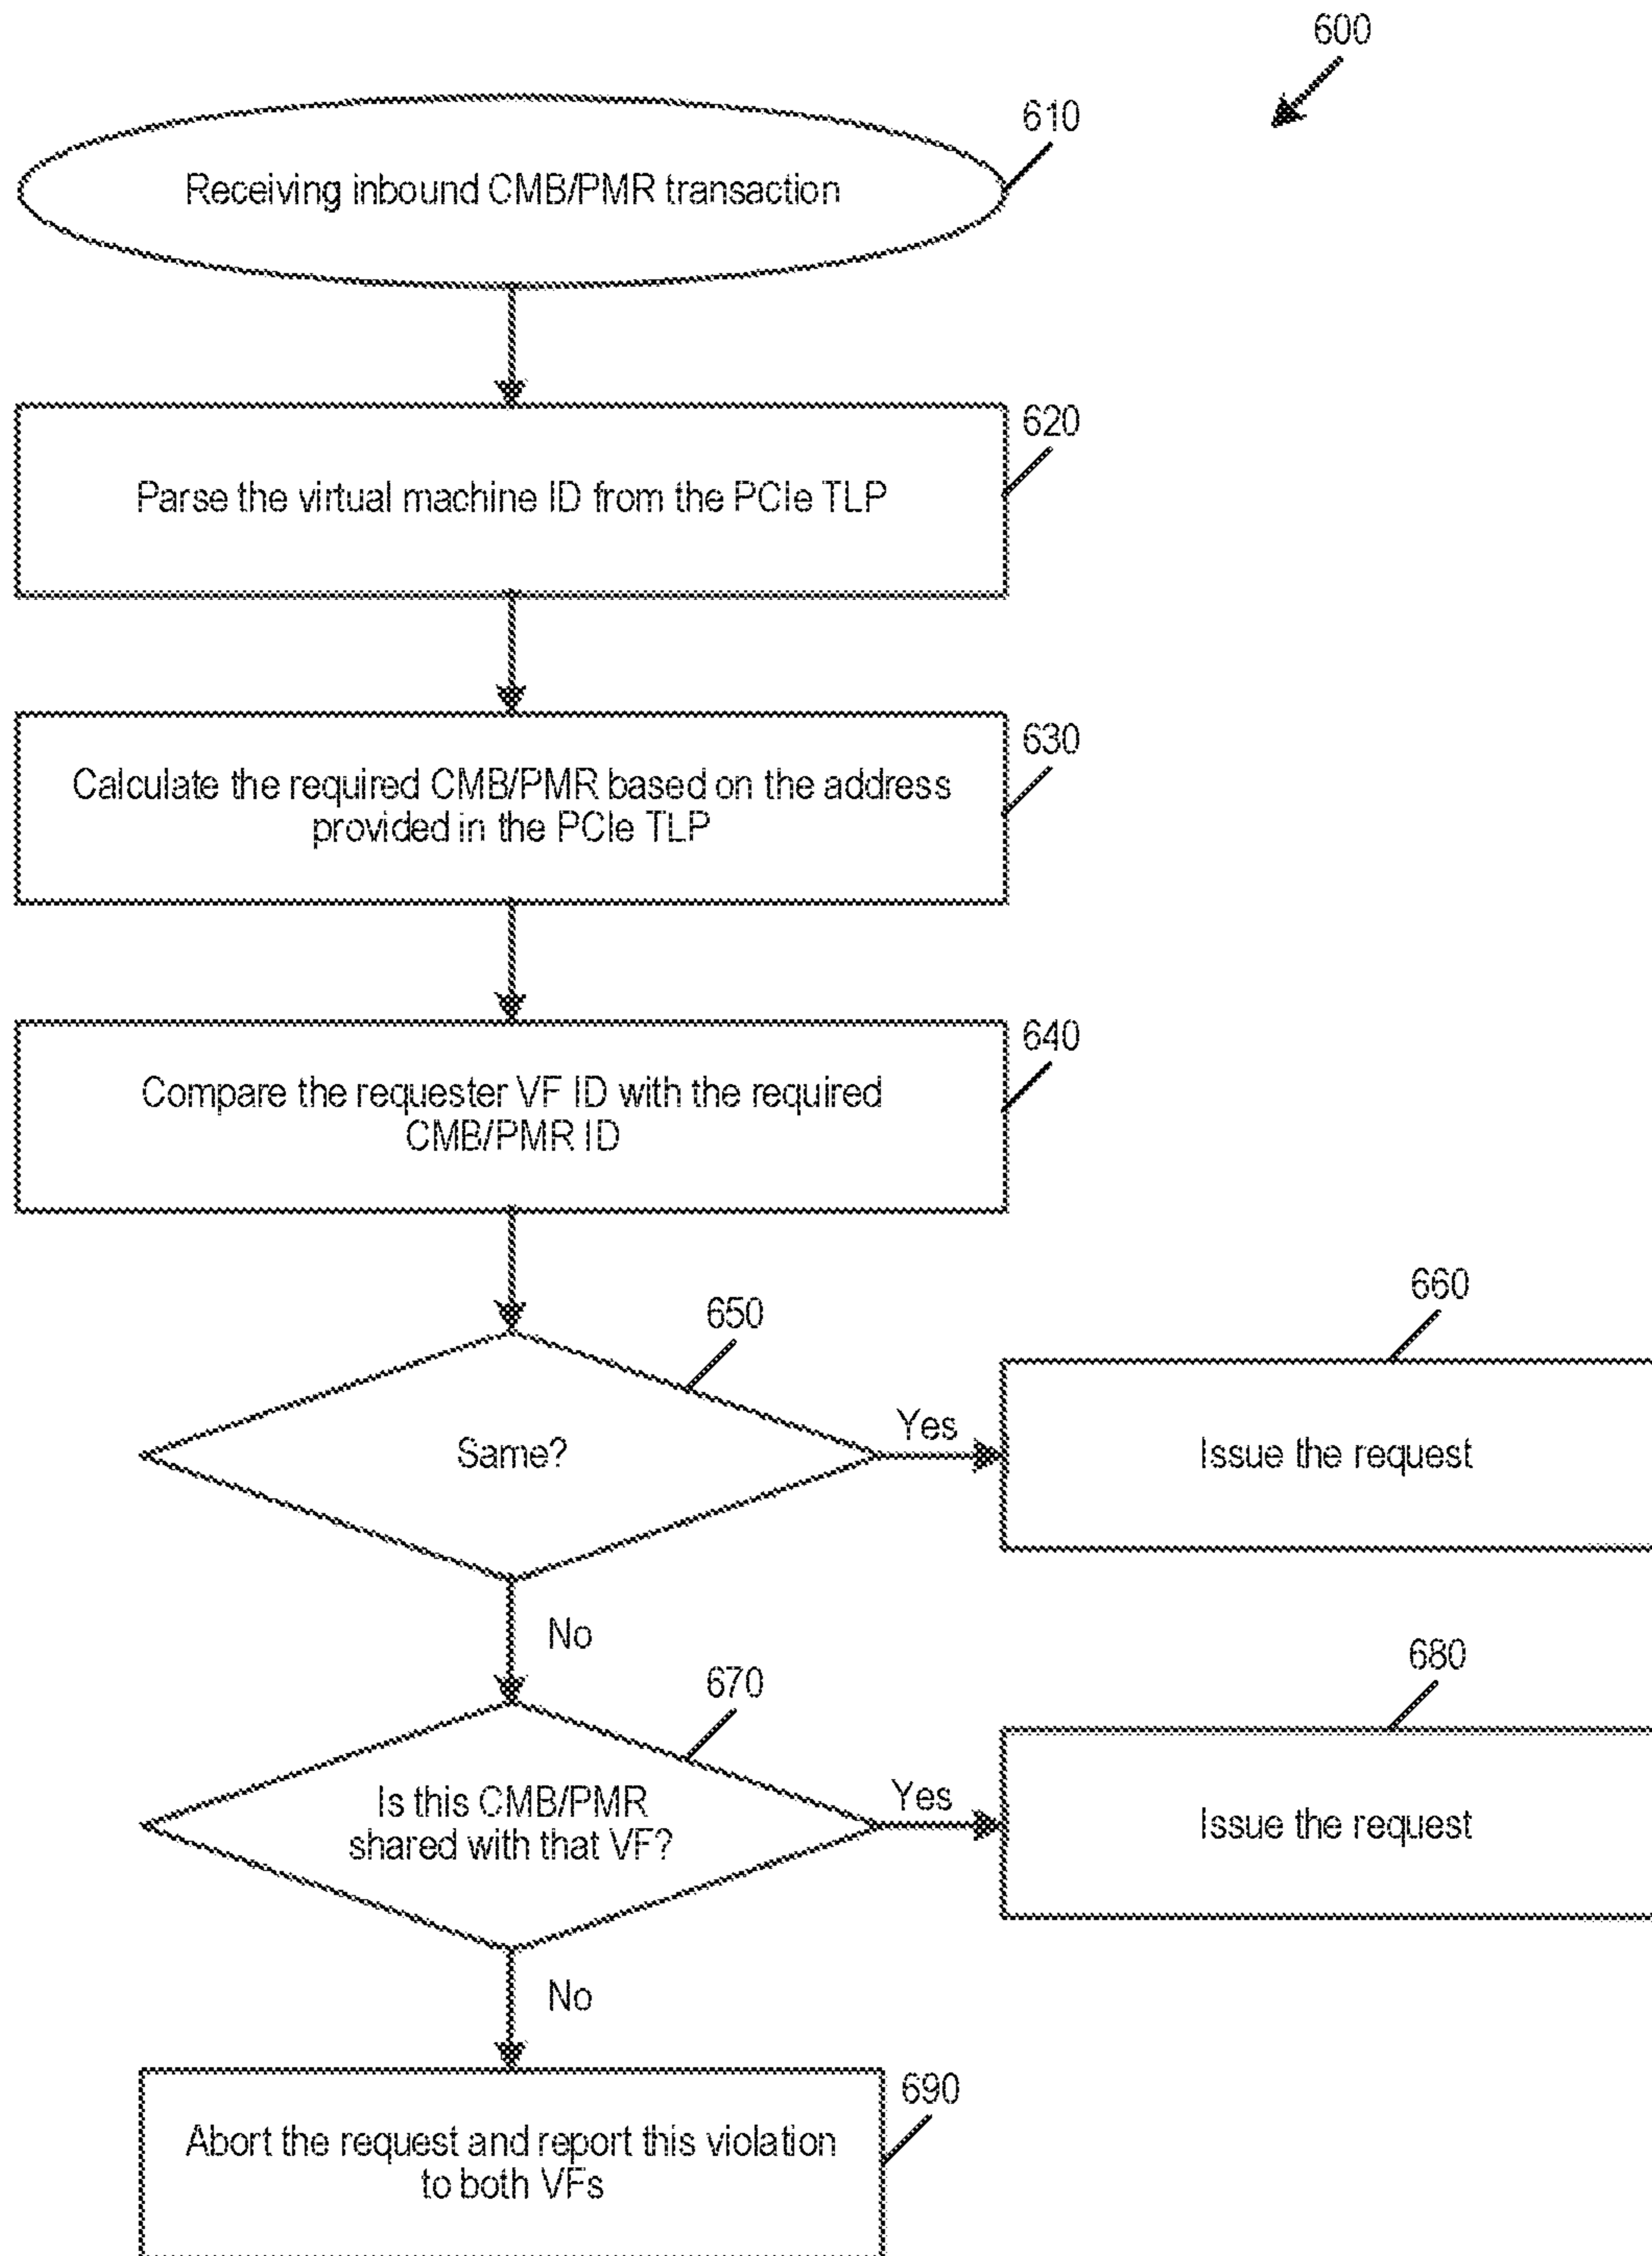 600
610
Receiving inbound CMB/PMR transaction
620
Parse the virtual machine ID from the PCIe TLP
630
Calculate the required CMB/PMR based on the address
provided in the PCIe TLP
640
Compare the requester VF ID with the required
CMB/PMR ID
650
660
Same?
Yes
Issue the request
No
670
680
Is this CMB/PMR
shared with that VF?
Yes
Issue the request
No
690
Abort the request and report this violation
to both VFs